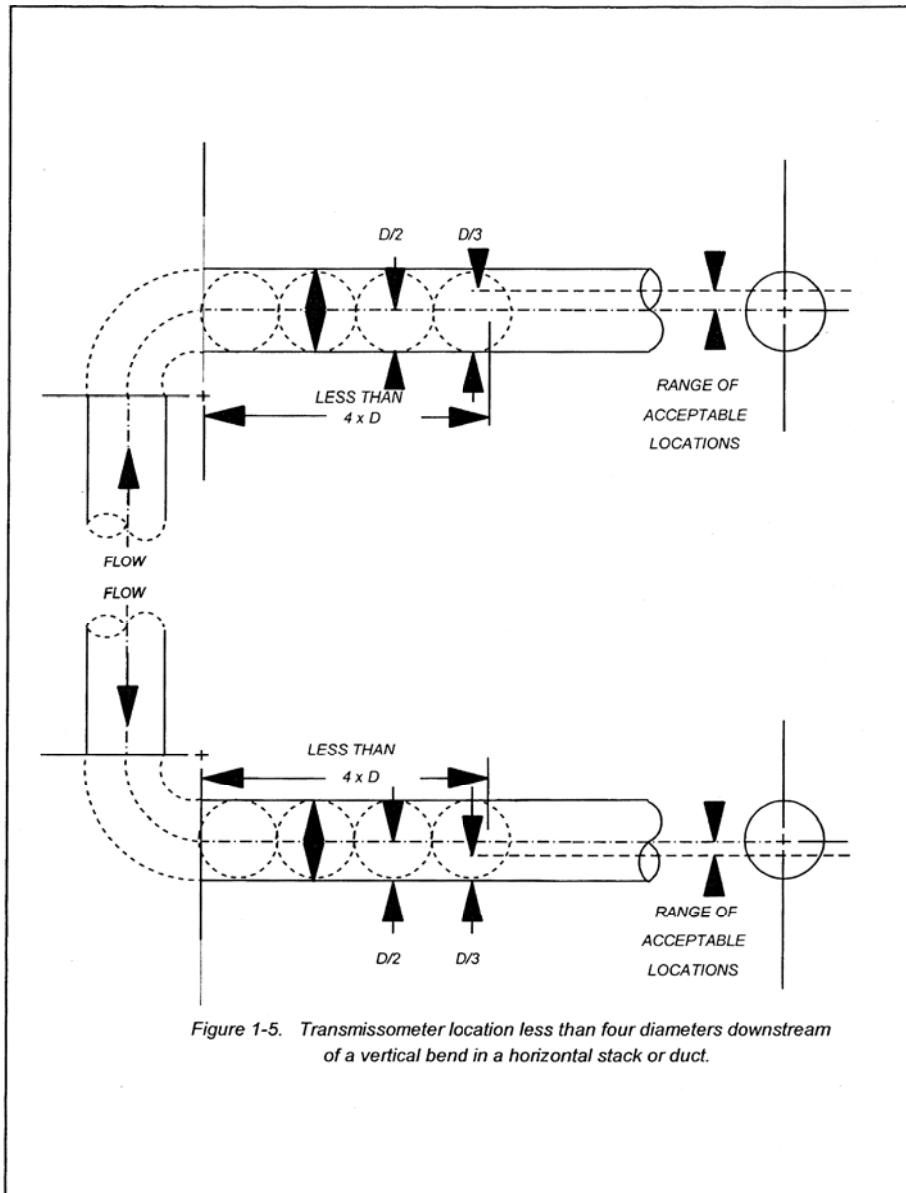 D/2 D/3
LESS THAN
4 x D
RANGE OF
ACCEPTABLE
LOCATIONS
FLOW
FLOW
LESS THAN
4 x D
D/2 D/3
RANGE OF
ACCEPTABLE
LOCATIONS
Figure 1-5. Transmissometer location less than four diameters downstream
of a vertical bend in a horizontal stack or duct.